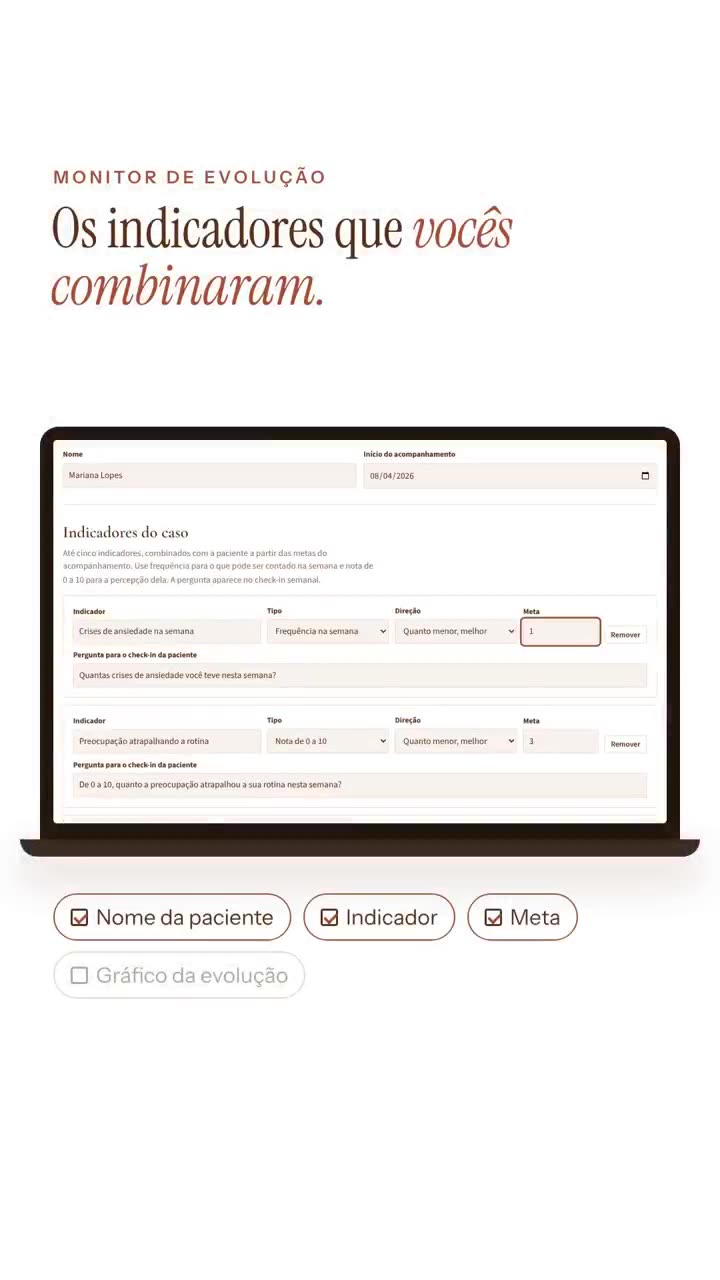 MONITOR DE EVOLUÇÃO
Os indicadores que vocês
combinaram.
Nome
Início do acompanhamento
Mariana Lopes
08/04/2026
Indicadores do caso
Até cinco indicadores, combinados com a paciente a partir das metas do
acompanhamento. Use frequência para o que pode ser contado na semana e nota de
0 a 10 para a percepção dela. A pergunta aparece no check-in semanal.
Indicador Tipo Direção Meta
Crises de ansiedade na semana Frequência na semana Quanto menor, melhor 1 Remover
Pergunta para o check-in da paciente
Quantas crises de ansiedade você teve nesta semana?
Indicador Tipo Direção Meta
Preocupação atrapalhando a rotina Nota de 0 a 10 Quanto menor, melhor 3 Remover
Pergunta para o check-in da paciente
De 0 a 10, quanto a preocupação atrapalhou a sua rotina nesta semana?
Nome da paciente Indicador Meta
Gráfico da evolução